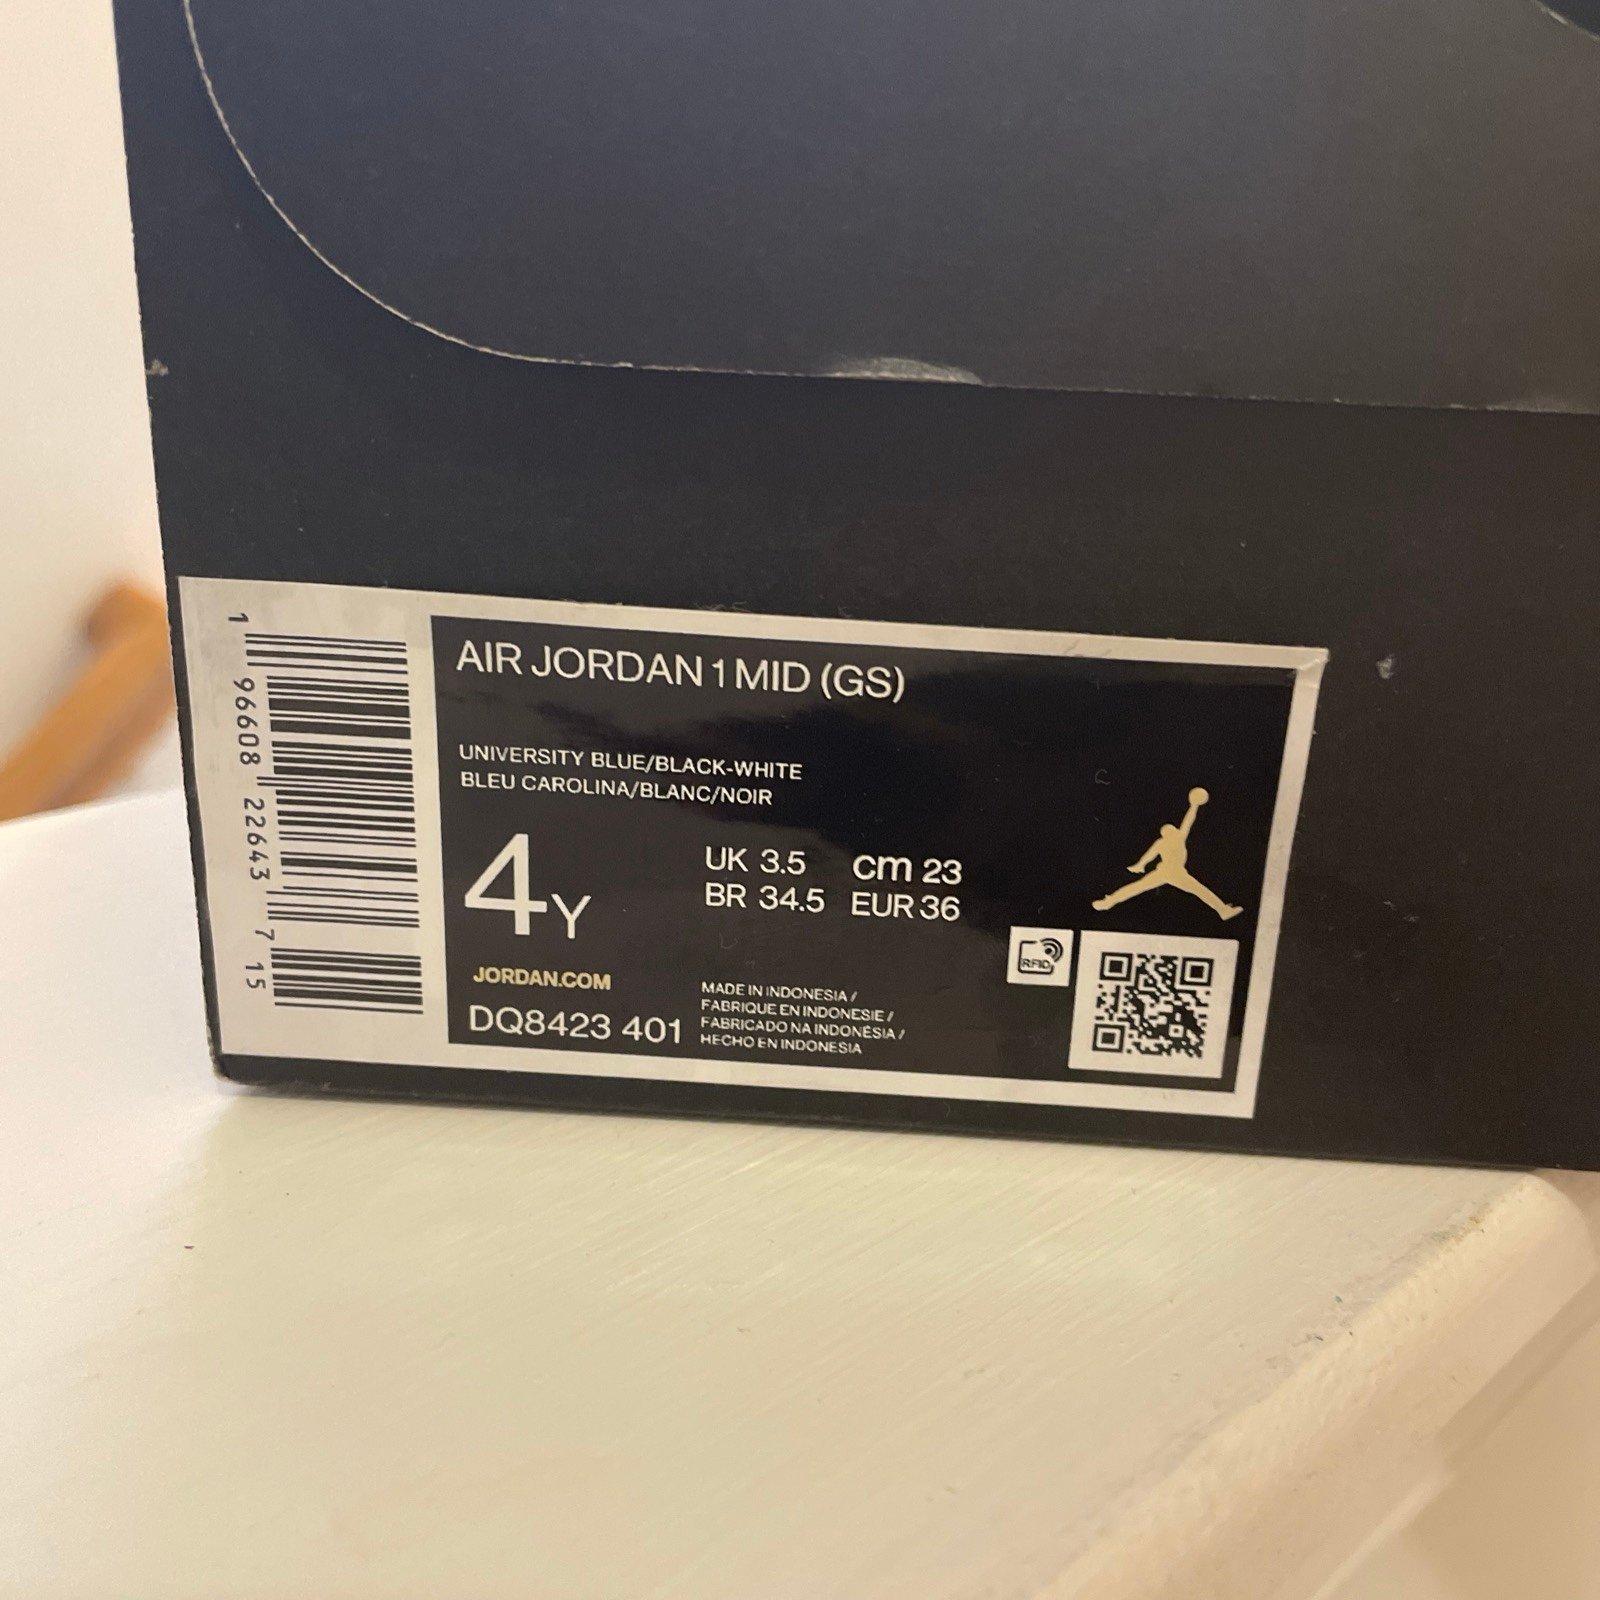 AIR JORDAN 1 MID (GS)
UNIVERSITY BLUE/BLACK-WHITE
BLEU CAROLINA/BLANC/NOIR
4Y
UK 3.5 cm 23
BR 34.5 EUR 36
JORDAN.COM
DQ8423 401
MADE IN INDONESIA /
FABRIQUE EN INDONESIE /
FABRICADO NA INDONÉSIA /
HECHO EN INDONESIA
RFID
1 96608 22643 7 15